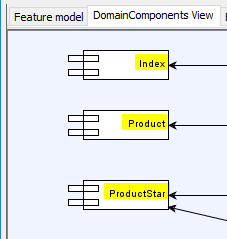 Feature model DomainComponents View
Index
Product
ProductStar